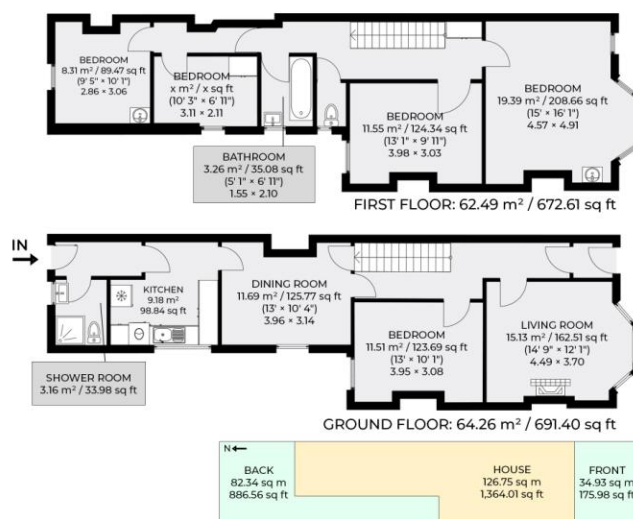 BEDROOM
8.31 m² / 89.47 sq ft
(9' 5" × 10' 1")
2.86 × 3.06
BEDROOM
x m² / x sq ft
(10' 3" × 6' 11")
3.11 × 2.11
BATHROOM
3.26 m² / 35.08 sq ft
(5' 1" × 6' 11")
1.55 × 2.10
BEDROOM
11.55 m² / 124.34 sq ft
(13' 1" × 9' 11")
3.98 × 3.03
BEDROOM
19.39 m² / 208.66 sq ft
(15' × 16' 1")
4.57 × 4.91
FIRST FLOOR: 62.49 m² / 672.61 sq ft
IN
KITCHEN
9.18 m²
98.84 sq ft
SHOWER ROOM
3.16 m² / 33.98 sq ft
DINING ROOM
11.69 m² / 125.77 sq ft
(13' × 10' 4")
3.96 × 3.14
BEDROOM
11.51 m² / 123.69 sq ft
(13' × 10' 1")
3.95 × 3.08
LIVING ROOM
15.13 m² / 162.51 sq ft
(14' 9" × 12' 1")
4.49 × 3.70
GROUND FLOOR: 64.26 m² / 691.40 sq ft
N
BACK
82.34 sq m
886.56 sq ft
HOUSE
126.75 sq m
1,364.01 sq ft
FRONT
34.93 sq m
175.98 sq ft